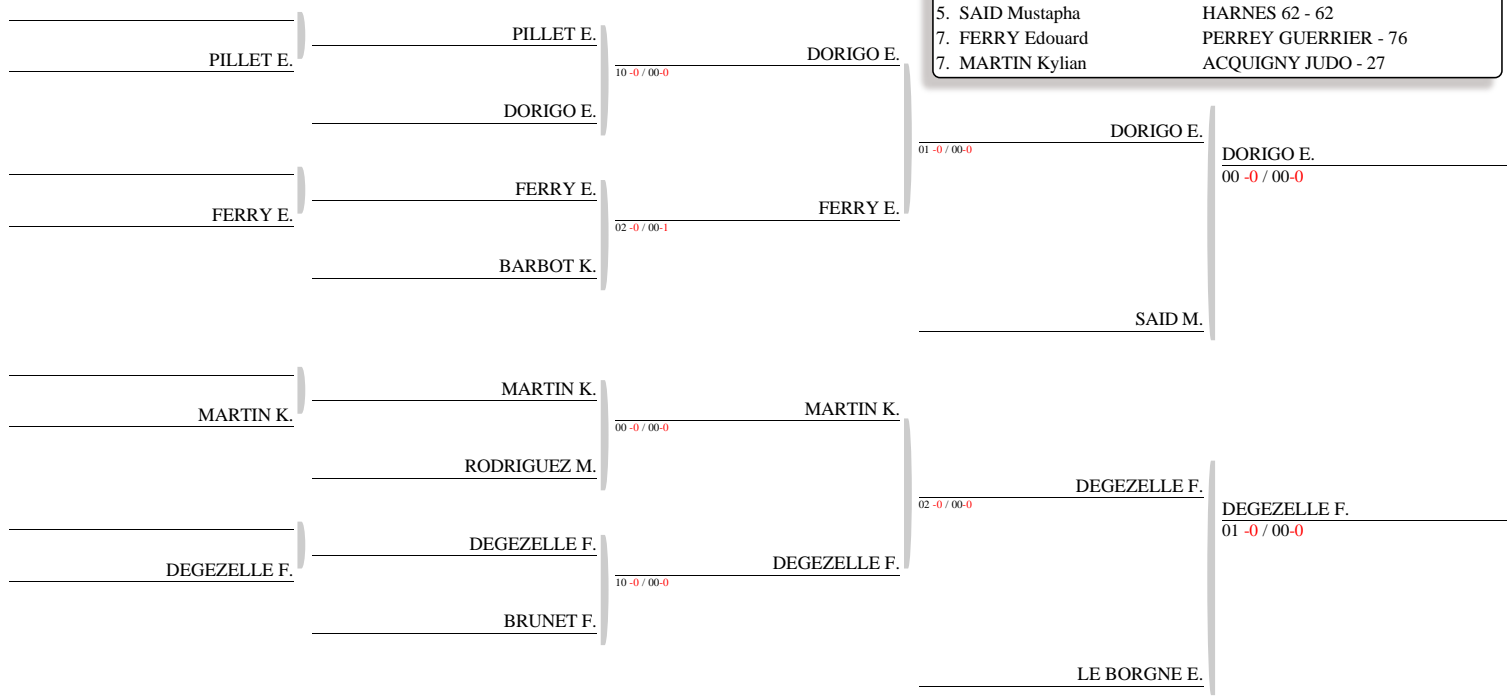 5. SAID Mustapha HARNES 62 - 62
7. FERRY Edouard PERREY GUERRIER - 76
7. MARTIN Kylian ACQUIGNY JUDO - 27
PILLET E.
PILLET E.
DORIGO E.
10 -0 / 00-0
DORIGO E.
FERRY E.
FERRY E.
BARBOT K.
02 -0 / 00-1
FERRY E.
01 -0 / 00-0
DORIGO E.
SAID M.
DORIGO E.
00 -0 / 00-0
MARTIN K.
MARTIN K.
RODRIGUEZ M.
00 -0 / 00-0
MARTIN K.
DEGEZELLE F.
DEGEZELLE F.
BRUNET F.
10 -0 / 00-0
DEGEZELLE F.
02 -0 / 00-0
DEGEZELLE F.
LE BORGNE E.
DEGEZELLE F.
01 -0 / 00-0